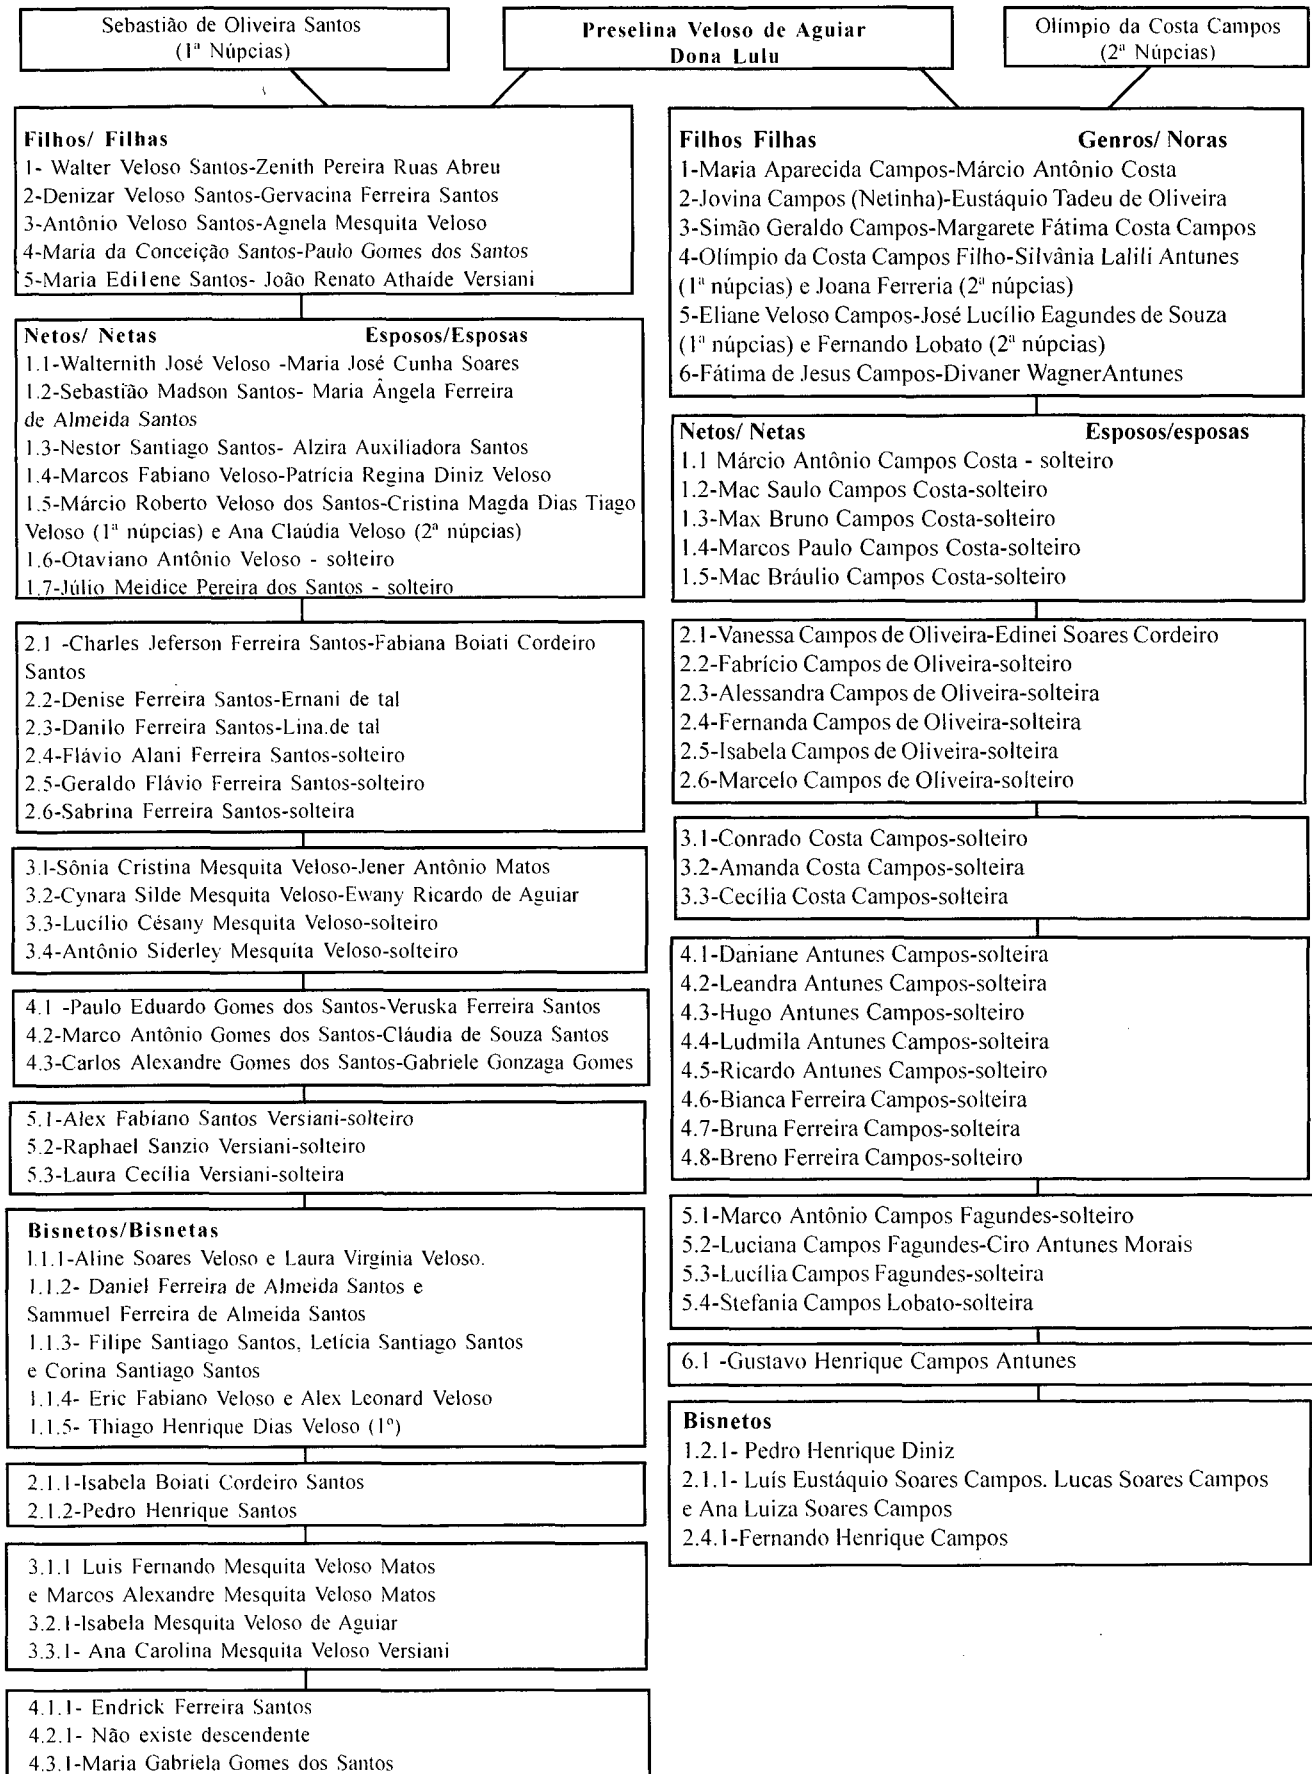 Sebastião de Oliveira Santos
(1ª Núpcias)
Preselina Veloso de Aguiar
Dona Lulu
Olímpio da Costa Campos
(2ª Núpcias)
Filhos/ Filhas
1- Walter Veloso Santos-Zenith Pereira Ruas Abreu
2-Denizar Veloso Santos-Gervacina Ferreira Santos
3-Antônio Veloso Santos-Agnela Mesquita Veloso
4-Maria da Conceição Santos-Paulo Gomes dos Santos
5-Maria Edilene Santos- João Renato Athaíde Versiani
Netos/ Netas Esposos/Esposas
1.1-Walternith José Veloso -Maria José Cunha Soares
1.2-Sebastião Madson Santos- Maria Ângela Ferreira
de Almeida Santos
1.3-Nestor Santiago Santos- Alzira Auxiliadora Santos
1.4-Marcos Fabiano Veloso-Patrícia Regina Diniz Veloso
1.5-Márcio Roberto Veloso dos Santos-Cristina Magda Dias Tiago
Veloso (1ª núpcias) e Ana Claúdia Veloso (2ª núpcias)
1.6-Otaviano Antônio Veloso - solteiro
1.7-Júlio Meidice Pereira dos Santos - solteiro
2.1 -Charles Jeferson Ferreira Santos-Fabiana Boiati Cordeiro
Santos
2.2-Denise Ferreira Santos-Ernani de tal
2.3-Danilo Ferreira Santos-Lina.de tal
2.4-Flávio Alani Ferreira Santos-solteiro
2.5-Geraldo Flávio Ferreira Santos-solteiro
2.6-Sabrina Ferreira Santos-solteira
3.1-Sônia Cristina Mesquita Veloso-Jener Antônio Matos
3.2-Cynara Silde Mesquita Veloso-Ewany Ricardo de Aguiar
3.3-Lucílio Césany Mesquita Veloso-solteiro
3.4-Antônio Siderley Mesquita Veloso-solteiro
4.1 -Paulo Eduardo Gomes dos Santos-Veruska Ferreira Santos
4.2-Marco Antônio Gomes dos Santos-Cláudia de Souza Santos
4.3-Carlos Alexandre Gomes dos Santos-Gabriele Gonzaga Gomes
5.1-Alex Fabiano Santos Versiani-solteiro
5.2-Raphael Sanzio Versiani-solteiro
5.3-Laura Cecília Versiani-solteira
Bisnetos/Bisnetas
1.1.1-Aline Soares Veloso e Laura Virgínia Veloso.
1.1.2- Daniel Ferreira de Almeida Santos e
Sammuel Ferreira de Almeida Santos
1.1.3- Filipe Santiago Santos, Letícia Santiago Santos
e Corina Santiago Santos
1.1.4- Eric Fabiano Veloso e Alex Leonard Veloso
1.1.5- Thiago Henrique Dias Veloso (1º)
2.1.1-Isabela Boiati Cordeiro Santos
2.1.2-Pedro Henrique Santos
3.1.1 Luis Fernando Mesquita Veloso Matos
e Marcos Alexandre Mesquita Veloso Matos
3.2.1-Isabela Mesquita Veloso de Aguiar
3.3.1- Ana Carolina Mesquita Veloso Versiani
4.1.1- Endrick Ferreira Santos
4.2.1- Não existe descendente
4.3.1-Maria Gabriela Gomes dos Santos
Filhos Filhas Genros/ Noras
1-Maria Aparecida Campos-Márcio Antônio Costa
2-Jovina Campos (Netinha)-Eustáquio Tadeu de Oliveira
3-Simão Geraldo Campos-Margarete Fátima Costa Campos
4-Olímpio da Costa Campos Filho-Silvânia Lalili Antunes
(1ª núpcias) e Joana Ferreria (2ª núpcias)
5-Eliane Veloso Campos-José Lucílio Eagundes de Souza
(1ª núpcias) e Fernando Lobato (2ª núpcias)
6-Fátima de Jesus Campos-Divaner WagnerAntunes
Netos/ Netas Esposos/esposas
1.1 Márcio Antônio Campos Costa - solteiro
1.2-Mac Saulo Campos Costa-solteiro
1.3-Max Bruno Campos Costa-solteiro
1.4-Marcos Paulo Campos Costa-solteiro
1.5-Mac Bráulio Campos Costa-solteiro
2.1-Vanessa Campos de Oliveira-Edinei Soares Cordeiro
2.2-Fabrício Campos de Oliveira-solteiro
2.3-Alessandra Campos de Oliveira-solteira
2.4-Fernanda Campos de Oliveira-solteira
2.5-Isabela Campos de Oliveira-solteira
2.6-Marcelo Campos de Oliveira-solteiro
3.1-Conrado Costa Campos-solteiro
3.2-Amanda Costa Campos-solteira
3.3-Cecília Costa Campos-solteira
4.1-Daniane Antunes Campos-solteira
4.2-Leandra Antunes Campos-solteira
4.3-Hugo Antunes Campos-solteiro
4.4-Ludmila Antunes Campos-solteira
4.5-Ricardo Antunes Campos-solteiro
4.6-Bianca Ferreira Campos-solteira
4.7-Bruna Ferreira Campos-solteira
4.8-Breno Ferreira Campos-solteiro
5.1-Marco Antônio Campos Fagundes-solteiro
5.2-Luciana Campos Fagundes-Ciro Antunes Morais
5.3-Lucília Campos Fagundes-solteira
5.4-Stefania Campos Lobato-solteira
6.1 -Gustavo Henrique Campos Antunes
Bisnetos
1.2.1- Pedro Henrique Diniz
2.1.1- Luís Eustáquio Soares Campos. Lucas Soares Campos
e Ana Luiza Soares Campos
2.4.1-Fernando Henrique Campos